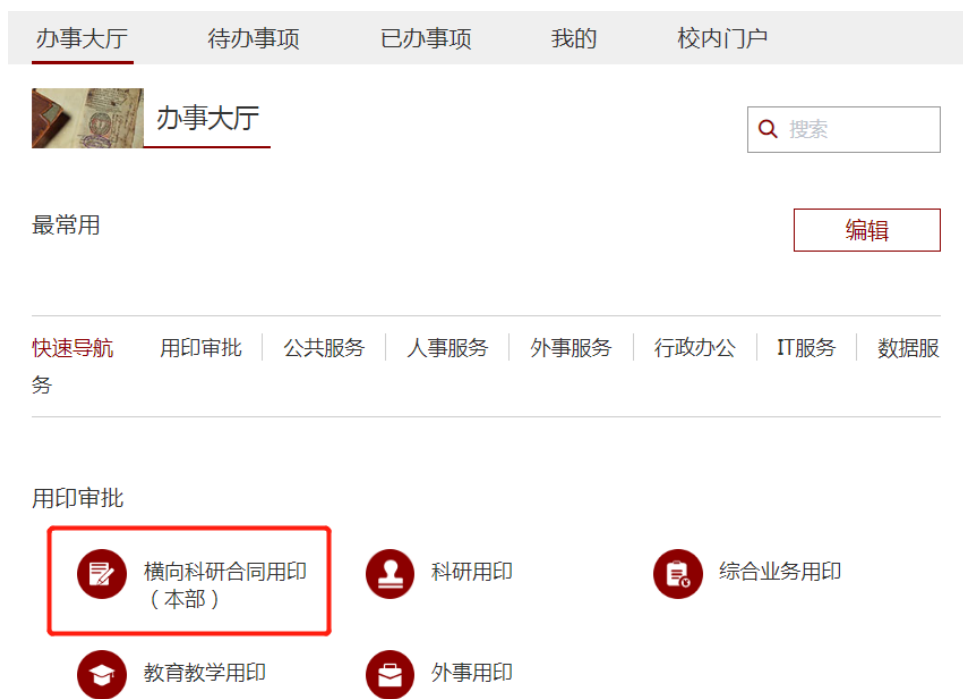 办事大厅 待办事项 已办事项 我的 校内门户
办事大厅
搜索
最常用
编辑
快速导航 用印审批 公共服务 人事服务 外事服务 行政办公 IT服务 数据服
务
用印审批
横向科研合同用印 科研用印 综合业务用印
（本部）
教育教学用印 外事用印